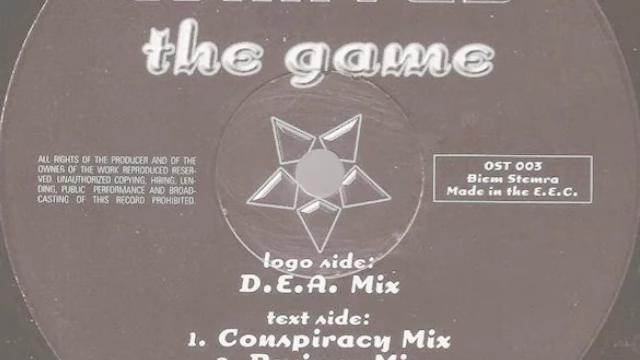 the game
ALL RIGHTS OF THE PRODUCER AND OF THE
OWNER OF THE WORK REPRODUCED RESER-
VED. UNAUTHORIZED COPYING, HIRING, LEN-
DING, PUBLIC PERFORMANCE AND BROAD-
CASTING OF THIS RECORD PROHIBITED.
OST 003
Biem Stemra
Made in the E.E.C.
logo side:
D.E.A. Mix
text side:
1. Conspiracy Mix